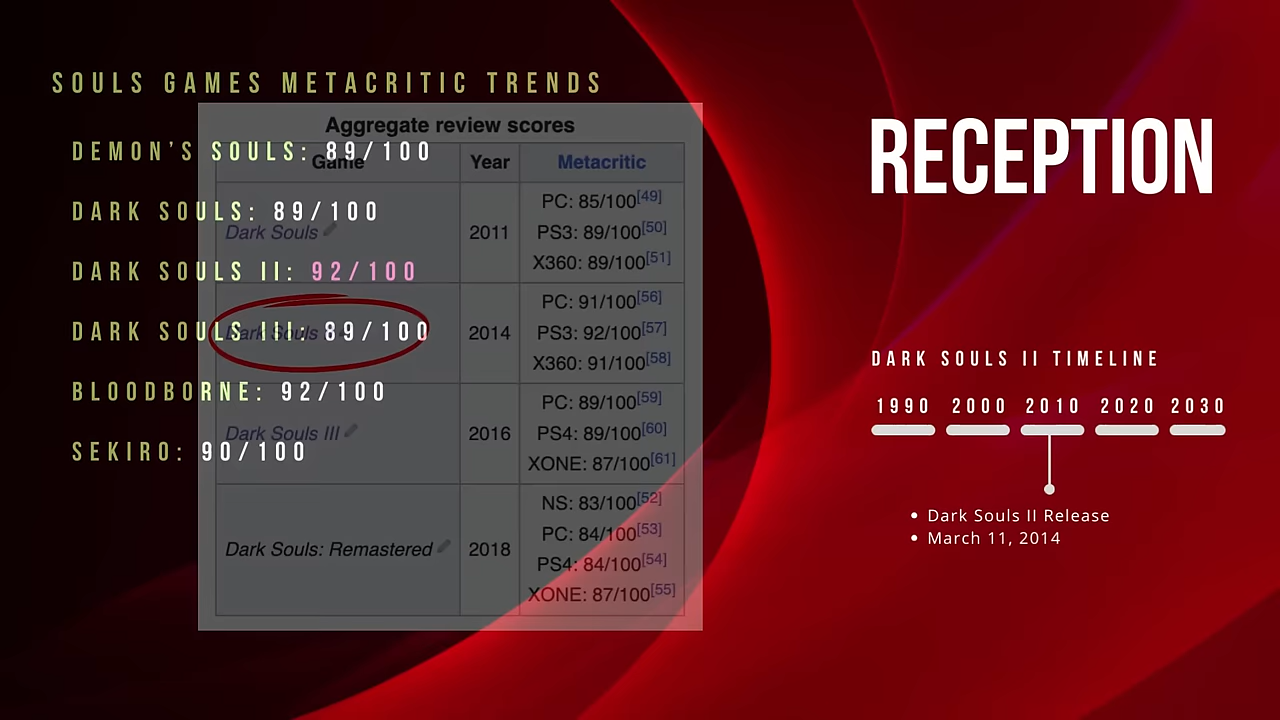 SOULS GAMES METACRITIC TRENDS
DEMON'S SOULS: 89/100
DARK SOULS: 89/100
DARK SOULS II: 92/100
DARK SOULS III: 89/100
BLOODBORNE: 92/100
SEKIRO: 90/100
Aggregate review scores
Game Year Metacritic
Dark Souls 2011 PC: 85/100[49]
PS3: 89/100[50]
X360: 89/100[51]
Dark Souls 2014 PC: 91/100[56]
PS3: 92/100[57]
X360: 91/100[58]
Dark Souls III 2016 PC: 89/100[59]
PS4: 89/100[60]
XONE: 87/100[61]
Dark Souls: Remastered 2018 NS: 83/100[52]
PC: 84/100[53]
PS4: 84/100[54]
XONE: 87/100[55]
RECEPTION
DARK SOULS II TIMELINE
1990 2000 2010 2020 2030
• Dark Souls II Release
• March 11, 2014